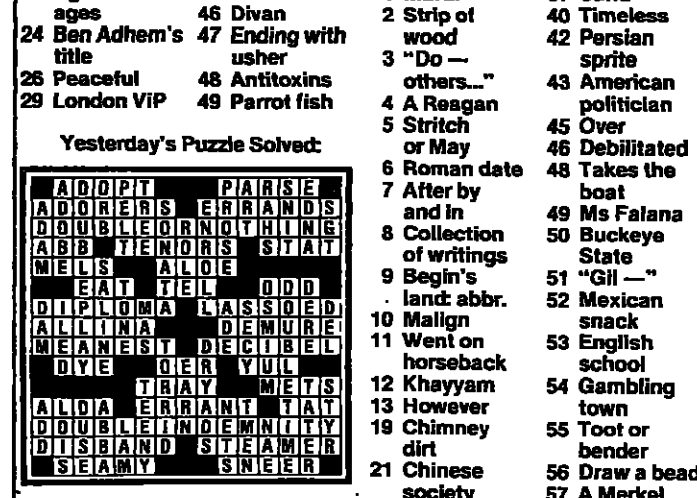 ages
24 Ben Adhem's
title
26 Peaceful
29 London ViP
46 Divan
47 Ending with
usher
48 Antitoxins
49 Parrot fish
Yesterday's Puzzle Solved:
ADOPT PARSE
ADORERS ERRANDS
DOUBLEORNOTHING
ABB TENORS STAT
MELS ALOE
EAT TEL ODD
DIPLOMA LASSOED
ALLINA DEMURE
MEANEST DECIBEL
DYE OER YUL
TRAY METS
ALDA ERRANT TAT
DOUBLEINDEMNITY
DISBAND STEAMER
SEAMY SNEER
2 Strip of
wood
3 "Do —
others..."
4 A Reagan
5 Stritch
or May
6 Roman date
7 After by
and in
8 Collection
of writings
9 Begin's
land: abbr.
10 Malign
11 Went on
horseback
12 Khayyam
13 However
19 Chimney
dirt
21 Chinese
society
40 Timeless
42 Persian
sprite
43 American
politician
45 Over
46 Debilitated
48 Takes the
boat
49 Ms Falana
50 Buckeye
State
51 "Gil —"
52 Mexican
snack
53 English
school
54 Gambling
town
55 Toot or
bender
56 Draw a bead
57 A Merkel